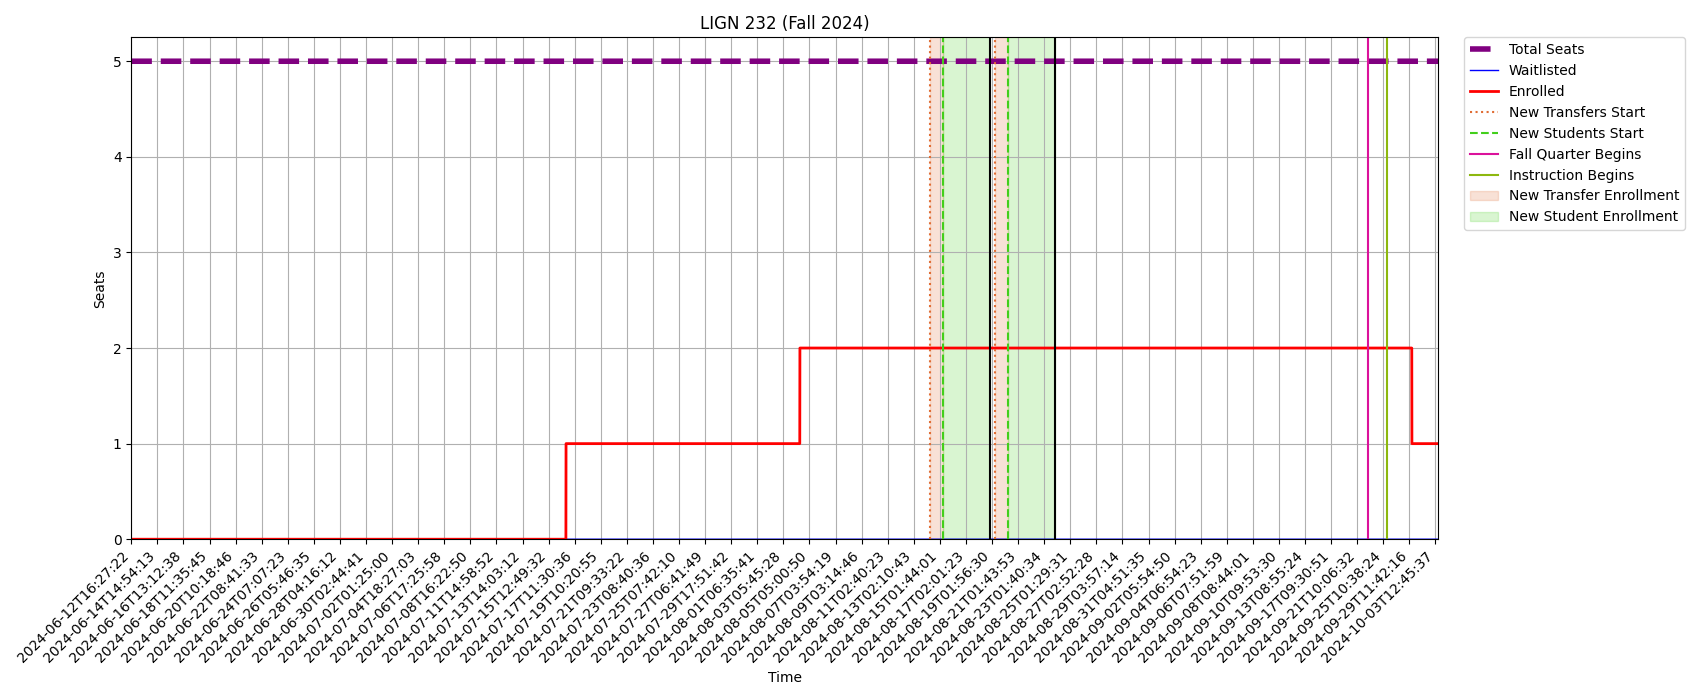 LIGN 232 (Fall 2024)
5
4
3
2
1
0
Seats
2024-06-12T16:27:22
2024-06-14T14:54:13
2024-06-16T13:12:38
2024-06-18T11:35:45
2024-06-20T10:18:46
2024-06-22T08:41:33
2024-06-24T07:07:23
2024-06-26T05:46:35
2024-06-28T04:16:12
2024-06-30T02:44:41
2024-07-02T01:25:00
2024-07-04T18:27:03
2024-07-06T17:25:58
2024-07-08T16:22:50
2024-07-11T14:58:52
2024-07-13T14:03:12
2024-07-15T12:49:32
2024-07-17T11:30:36
2024-07-19T10:20:55
2024-07-21T09:33:22
2024-07-23T08:40:36
2024-07-25T07:42:10
2024-07-27T06:41:49
2024-07-29T17:51:42
2024-08-01T06:35:41
2024-08-03T05:45:28
2024-08-05T05:00:50
2024-08-07T03:54:19
2024-08-09T03:14:46
2024-08-11T02:40:23
2024-08-13T02:10:43
2024-08-15T01:44:01
2024-08-17T02:01:23
2024-08-19T01:56:30
2024-08-21T01:43:53
2024-08-23T01:40:34
2024-08-25T01:29:31
2024-08-27T02:52:28
2024-08-29T03:57:14
2024-08-31T04:51:35
2024-09-02T05:54:50
2024-09-04T06:54:23
2024-09-06T07:51:59
2024-09-08T08:44:01
2024-09-10T09:53:30
2024-09-13T08:55:24
2024-09-17T09:30:51
2024-09-21T10:06:32
2024-09-25T10:38:24
2024-09-29T11:42:16
2024-10-03T12:45:37
Time
Total Seats
Waitlisted
Enrolled
New Transfers Start
New Students Start
Fall Quarter Begins
Instruction Begins
New Transfer Enrollment
New Student Enrollment